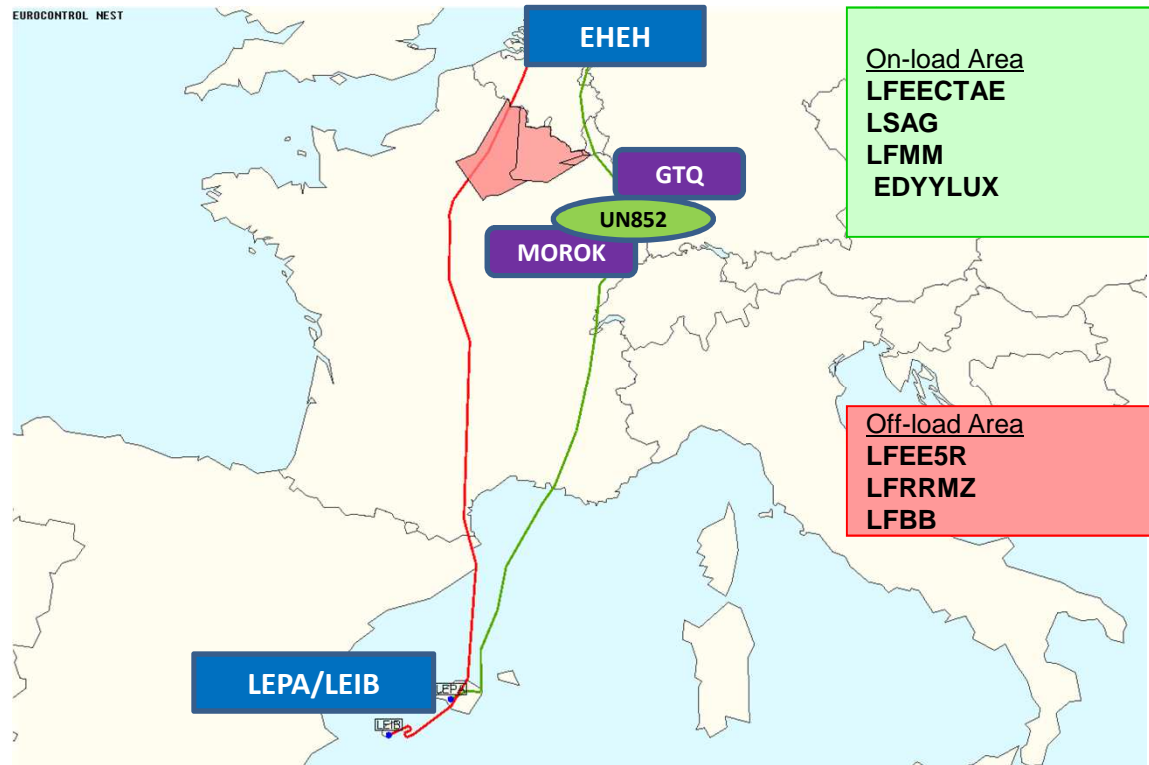 EUROCONTROL NEST
EHEH
On-load Area
LFEECTAE
LSAG
LFMM
EDYYLUX
GTQ
UN852
MOROK
Off-load Area
LFEE5R
LFRRMZ
LFBB
LEPA/LEIB
LEPA
LEIB